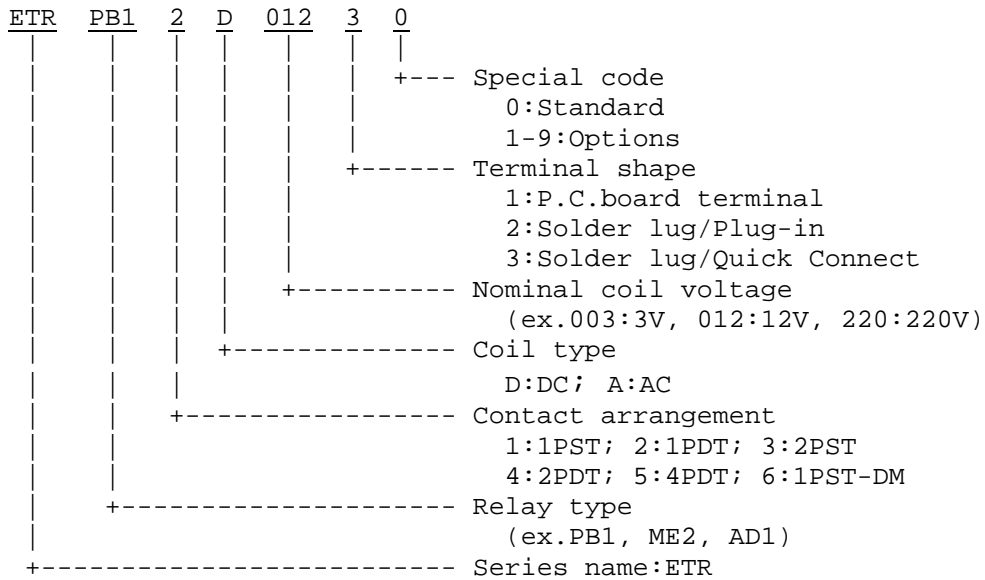 ETR PB1 2 D 012 3 0
Special code
0:Standard
1-9:Options
Terminal shape
1:P.C.board terminal
2:Solder lug/Plug-in
3:Solder lug/Quick Connect
Nominal coil voltage
(ex.003:3V, 012:12V, 220:220V)
Coil type
D:DC; A:AC
Contact arrangement
1:1PST; 2:1PDT; 3:2PST
4:2PDT; 5:4PDT; 6:1PST-DM
Relay type
(ex.PB1, ME2, AD1)
Series name:ETR